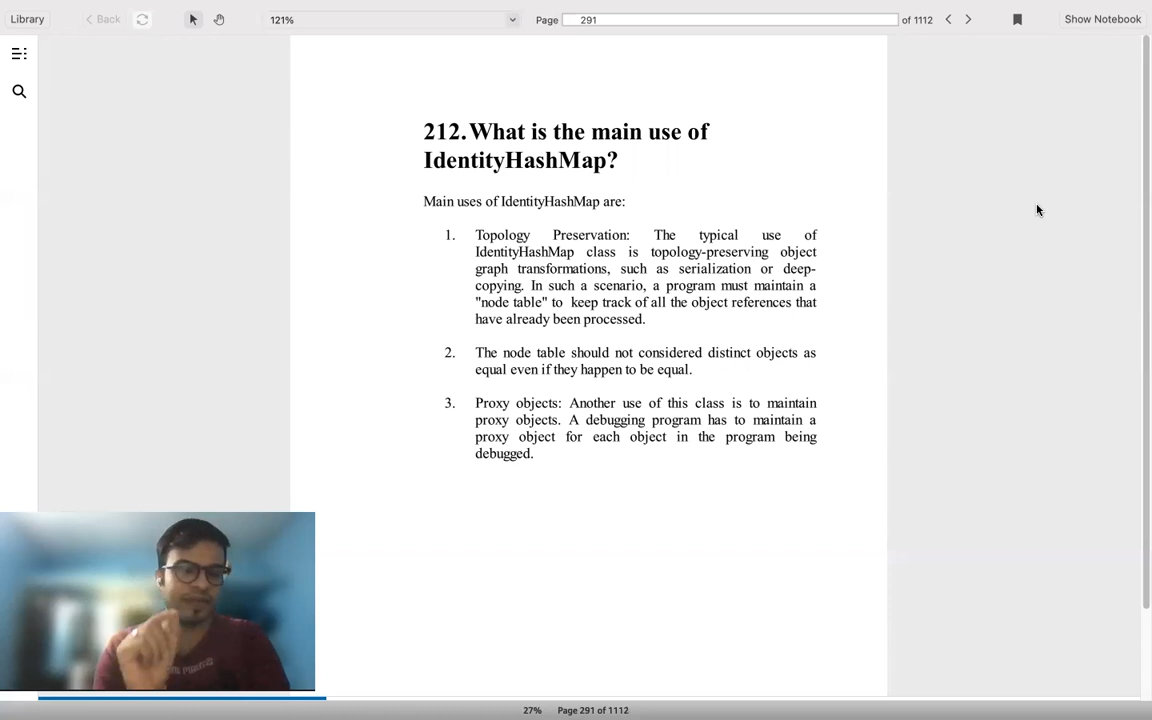 Library
Back
121%
Page
291
of 1112
Show Notebook
212. What is the main use of
IdentityHashMap?
Main uses of IdentityHashMap are:
1. Topology Preservation: The typical use of
IdentityHashMap class is topology-preserving object
graph transformations, such as serialization or deep-
copying. In such a scenario, a program must maintain a
"node table" to keep track of all the object references that
have already been processed.
2. The node table should not considered distinct objects as
equal even if they happen to be equal.
3. Proxy objects: Another use of this class is to maintain
proxy objects. A debugging program has to maintain a
proxy object for each object in the program being
debugged.
27% Page 291 of 1112